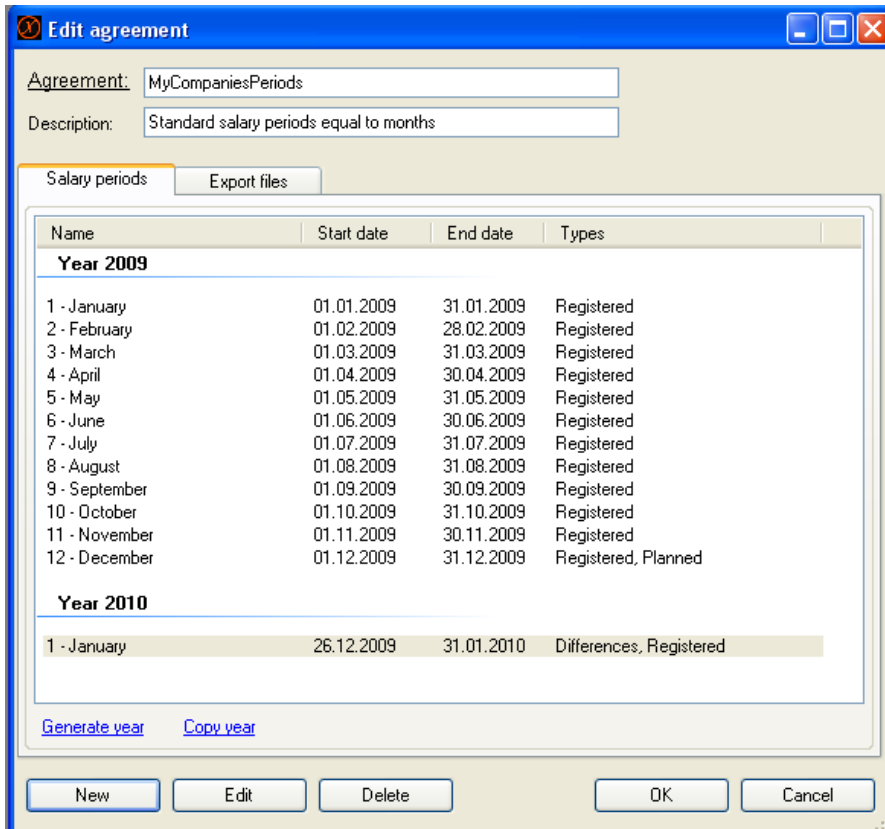 Edit agreement
Agreement: MyCompaniesPeriods
Description: Standard salary periods equal to months
Salary periods Export files
Name Start date End date Types
Year 2009
1 - January 01.01.2009 31.01.2009 Registered
2 - February 01.02.2009 28.02.2009 Registered
3 - March 01.03.2009 31.03.2009 Registered
4 - April 01.04.2009 30.04.2009 Registered
5 - May 01.05.2009 31.05.2009 Registered
6 - June 01.06.2009 30.06.2009 Registered
7 - July 01.07.2009 31.07.2009 Registered
8 - August 01.08.2009 31.08.2009 Registered
9 - September 01.09.2009 30.09.2009 Registered
10 - October 01.10.2009 31.10.2009 Registered
11 - November 01.11.2009 30.11.2009 Registered
12 - December 01.12.2009 31.12.2009 Registered, Planned
Year 2010
1 - January 26.12.2009 31.01.2010 Differences, Registered
Generate year Copy year
New Edit Delete OK Cancel